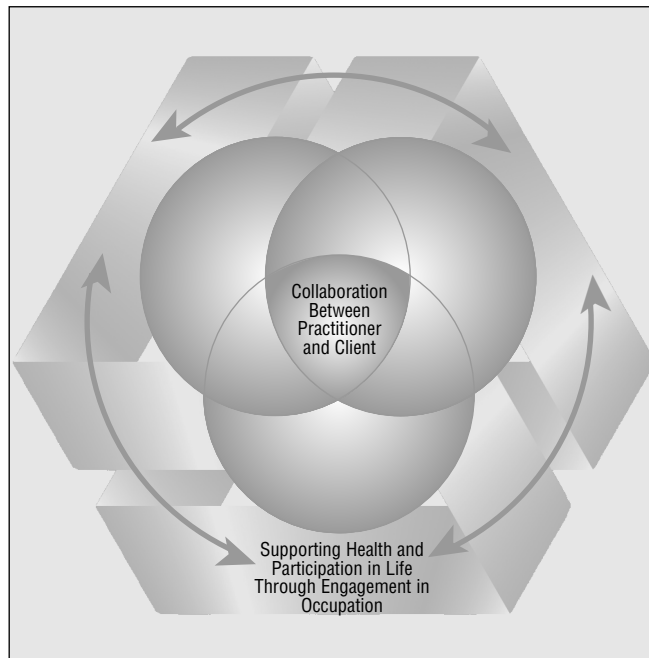 Collaboration
Between
Practitioner
and Client
Supporting Health and
Participation in Life
Through Engagement in
Occupation